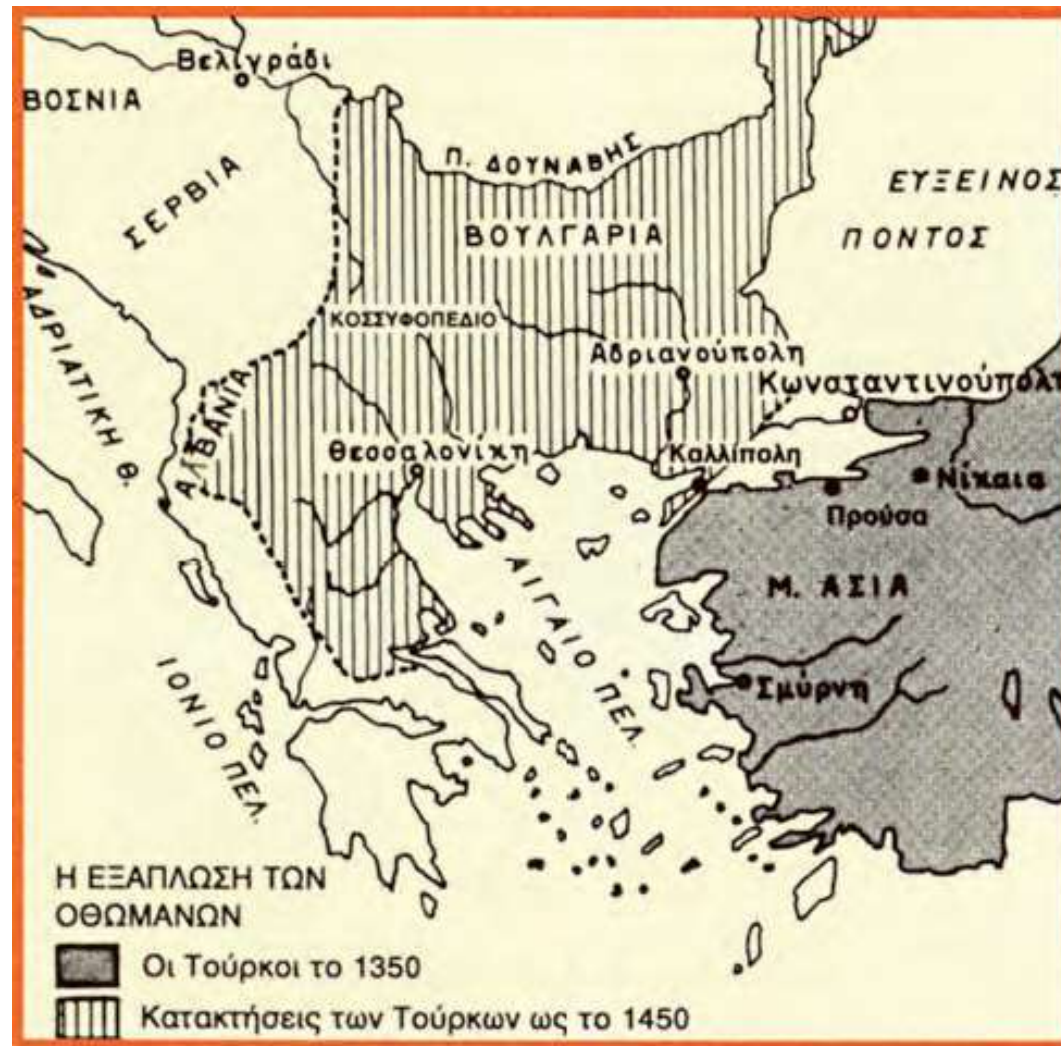 Βελιγράδι
ΒΟΣΝΙΑ
ΣΕΡΒΙΑ
Π. ΔΟΥΝΑΒΗΣ
ΒΟΥΛΓΑΡΙΑ
ΕΥΞΕΙΝΟΣ
ΠΟΝΤΟΣ
ΑΔΡΙΑΤΙΚΗ Θ.
ΚΟΣΣΥΦΟΠΕΔΙΟ
Αδριανούπολη
Κωνσταντινούπολη
ΑΛΒΑΝΙΑ
Θεσσαλονίκη
Καλλίπολη
Νίκαια
Προύσα
ΑΙΓΑΙΟ ΠΕΛ.
Μ. ΑΣΙΑ
Σμύρνη
ΙΟΝΙΟ ΠΕΛ.
Η ΕΞΑΠΛΩΣΗ ΤΩΝ
ΟΘΩΜΑΝΩΝ
Οι Τούρκοι το 1350
Κατακτήσεις των Τούρκων ως το 1450